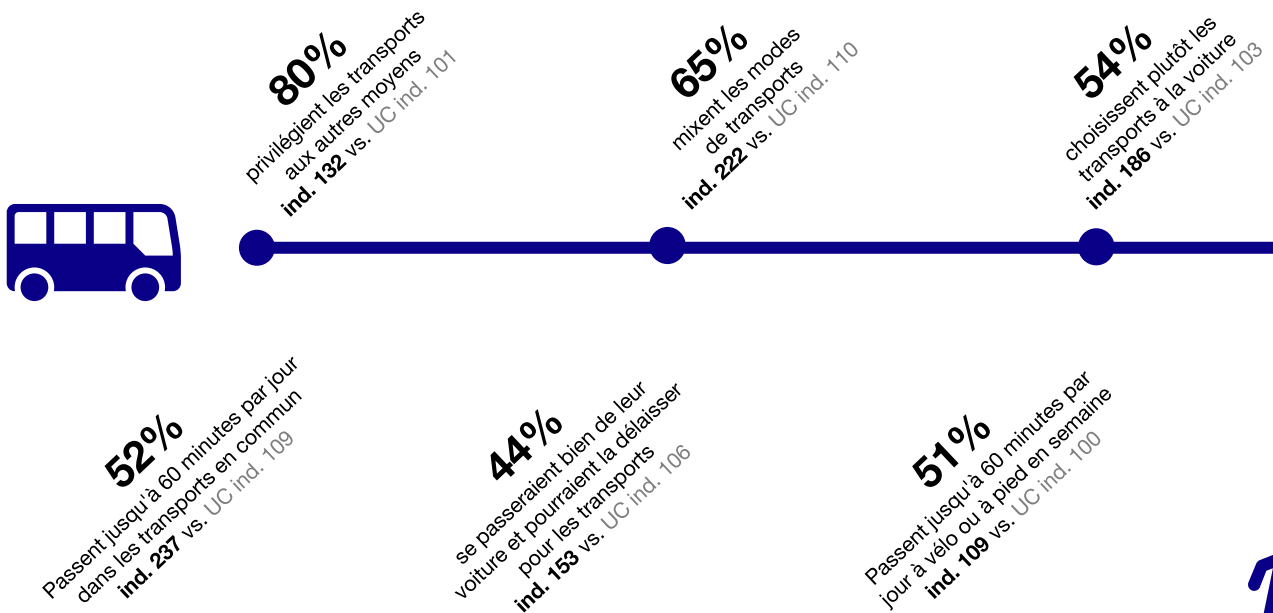 80%
privilégient les transports
aux autres moyens
ind. 132 vs. UC ind. 101
65%
mixent les modes
de transports
ind. 222 vs. UC ind. 110
54%
choisissent plutôt les
transports à la voiture
ind. 186 vs. UC ind. 103
52%
Passent jusqu'à 60 minutes par jour
dans les transports en commun
ind. 237 vs. UC ind. 109
44%
se passeraient bien de leur
voiture et pourraient la délaisser
pour les transports
ind. 153 vs. UC ind. 106
51%
Passent jusqu'à 60 minutes par
jour à vélo ou à pied en semaine
ind. 109 vs. UC ind. 100